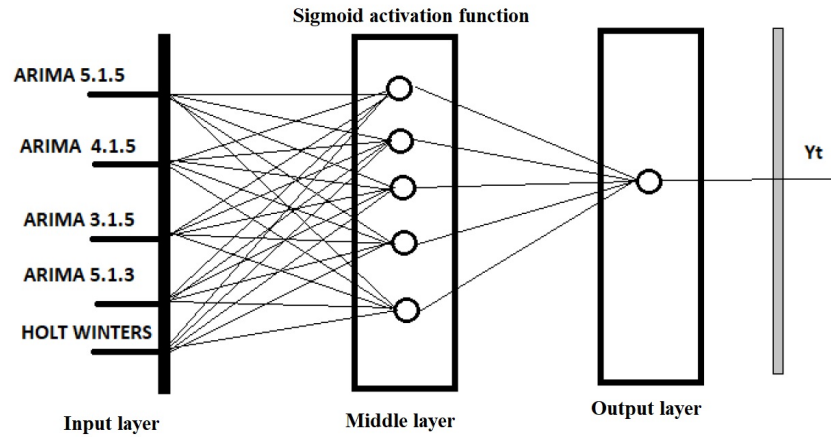 Sigmoid activation function
ARIMA 5.1.5
ARIMA 4.1.5
ARIMA 3.1.5
ARIMA 5.1.3
HOLT WINTERS
Yt
Input layer
Middle layer
Output layer